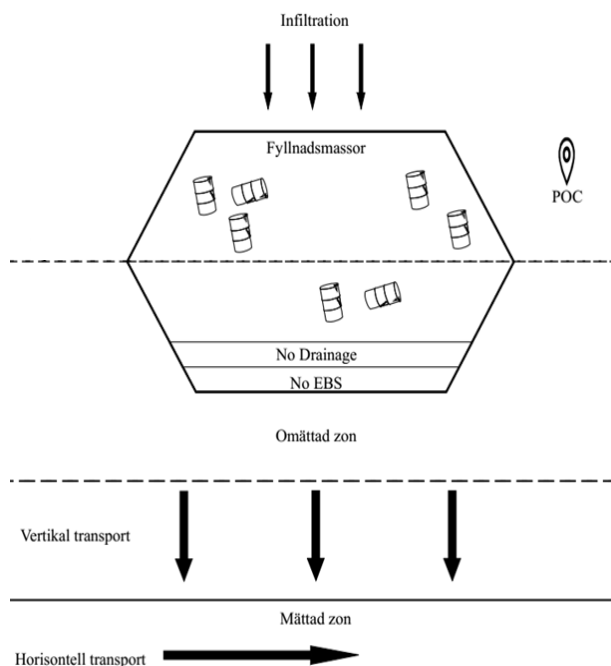 Infiltration
Fyllnadsmassor
POC
No Drainage
No EBS
Omättad zon
Vertikal transport
Mättad zon
Horisontell transport